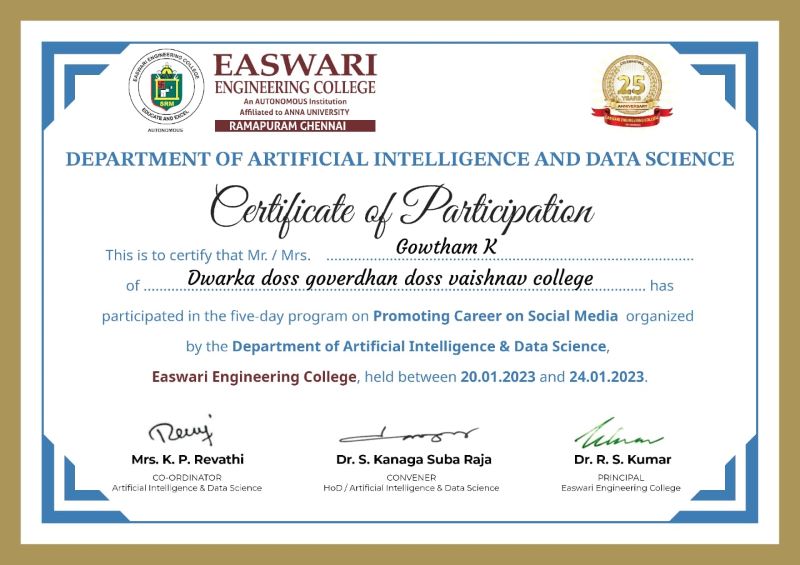 EASWARI ENGINEERING COLLEGE
SRM
EDUCATE AND EXCEL
AUTONOMOUS
EASWARI
ENGINEERING COLLEGE
An AUTONOMOUS Institution
Affiliated to ANNA UNIVERSITY
RAMAPURAM CHENNAI
CELEBRATING
25
YEARS
ANNIVERSARY
EASWARI ENGINEERING COLLEGE
DEPARTMENT OF ARTIFICIAL INTELLIGENCE AND DATA SCIENCE
Certificate of Participation
This is to certify that Mr. / Mrs. Gowtham K
of Dwarka doss goverdhan doss vaishnav college has
participated in the five-day program on Promoting Career on Social Media organized
by the Department of Artificial Intelligence & Data Science,
Easwari Engineering College, held between 20.01.2023 and 24.01.2023.
Mrs. K. P. Revathi
CO-ORDINATOR
Artificial Intelligence & Data Science
Dr. S. Kanaga Suba Raja
CONVENER
HoD / Artificial Intelligence & Data Science
Dr. R. S. Kumar
PRINCIPAL
Easwari Engineering College